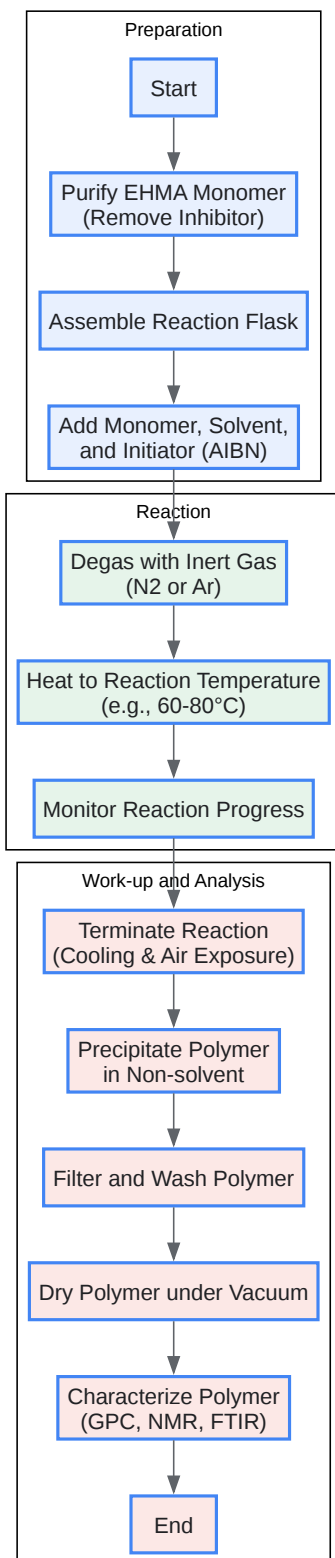 Preparation
Start
Purify EHMA Monomer
(Remove Inhibitor)
Assemble Reaction Flask
Add Monomer, Solvent,
and Initiator (AIBN)
Reaction
Degas with Inert Gas
(N2 or Ar)
Heat to Reaction Temperature
(e.g., 60-80°C)
Monitor Reaction Progress
Work-up and Analysis
Terminate Reaction
(Cooling & Air Exposure)
Precipitate Polymer
in Non-solvent
Filter and Wash Polymer
Dry Polymer under Vacuum
Characterize Polymer
(GPC, NMR, FTIR)
End